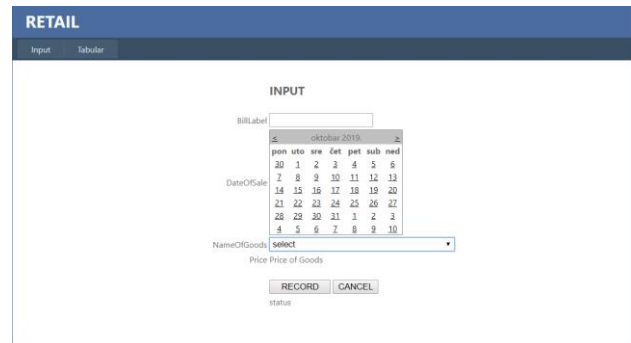 RETAIL
Input Tabular
INPUT
BillLabel
< oktobar 2019. >
pon uto sre čet pet sub ned
30 1 2 3 4 5 6
7 8 9 10 11 12 13
DateOfSale
14 15 16 17 18 19 20
21 22 23 24 25 26 27
28 29 30 31 1 2 3
4 5 6 7 8 9 10
NameOfGoods select
Price Price of Goods
RECORD CANCEL
status